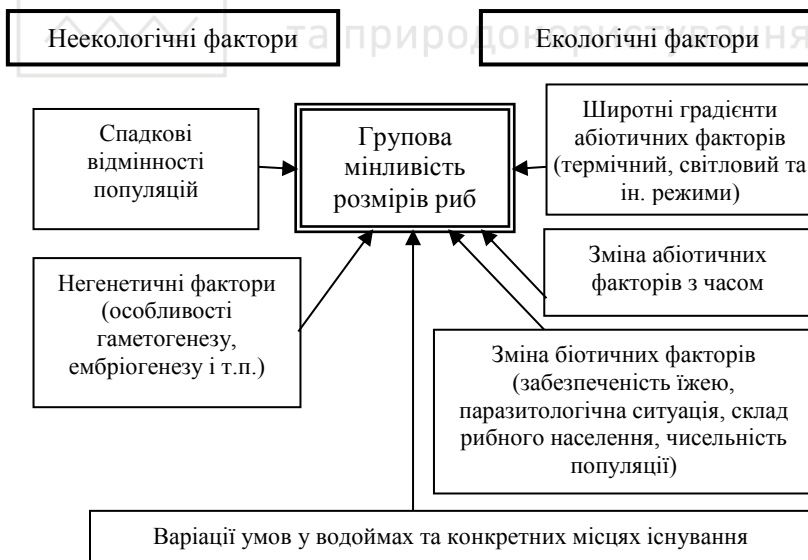 та природокористування
Неекологічні фактори
Екологічні фактори
Спадкові
відмінності
популяцій
Групова
мінливість
розмірів риб
Широтні градієнти
абіотичних факторів
(термічний, світловий та
ін. режими)
Негенетичні фактори
(особливості
гаметогенезу,
ембріогенезу і т.п.)
Зміна абіотичних
факторів з часом
Зміна біотичних факторів
(забезпеченість їжею,
паразитологічна ситуація, склад
рибного населення, чисельність
популяції)
Варіації умов у водоймах та конкретних місцях існування